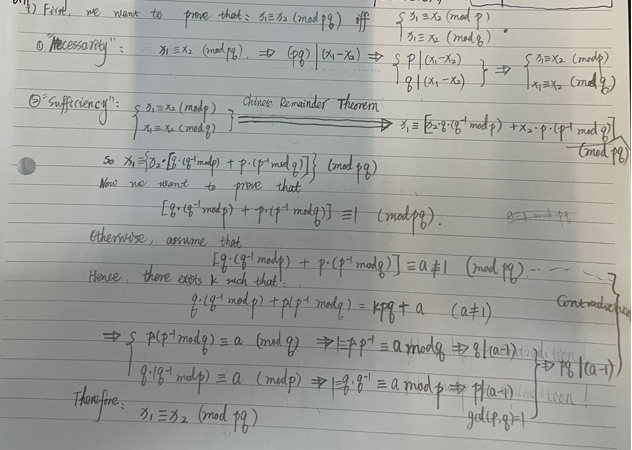 1) First, we want to prove that: x₁≡x₂ (mod pq) iff { x₁≡x₂ (mod p)
x₁≡x₂ (mod q) .
① "Necessarity": x₁≡x₂ (mod pq). ⇒ (pq) | (x₁-x₂) ⇒ { p | (x₁-x₂) } ⇒ { x₁≡x₂ (mod p)
q | (x₁-x₂) x₁≡x₂ (mod q)
② "Sufficiency": { x₁≡x₂ (mod p) Chinese Remainder Theorem
x₁≡x₂ (mod q) ⟹ x₁≡[x₂·q·(q⁻¹ mod p) + x₂·p·(p⁻¹ mod q)]
(mod pq)
So x₁≡{x₂·[q·(q⁻¹ mod p) + p·(p⁻¹ mod q)]} (mod pq)
Now we want to prove that
[q·(q⁻¹ mod p) + p·(p⁻¹ mod q)] ≡1 (mod pq).
Otherwise, assume that
[q·(q⁻¹ mod p) + p·(p⁻¹ mod q)] ≡a≢1 (mod pq)
Hence, there exists k such that:
Contradiction
q·(q⁻¹ mod p) + p(p⁻¹ mod q) = kpq + a (a≢1)
⇒ { p(p⁻¹ mod q) ≡ a (mod q) ⇒ 1=p·p⁻¹ ≡ a mod q ⇒ q | (a-1) } ⇒ pq | (a-1)
q·(q⁻¹ mod p) ≡ a (mod p) ⇒ 1=q·q⁻¹ ≡ a mod p ⇒ p | (a-1)
gcd(p,q)=1
Therefore: x₁≡x₂ (mod pq)